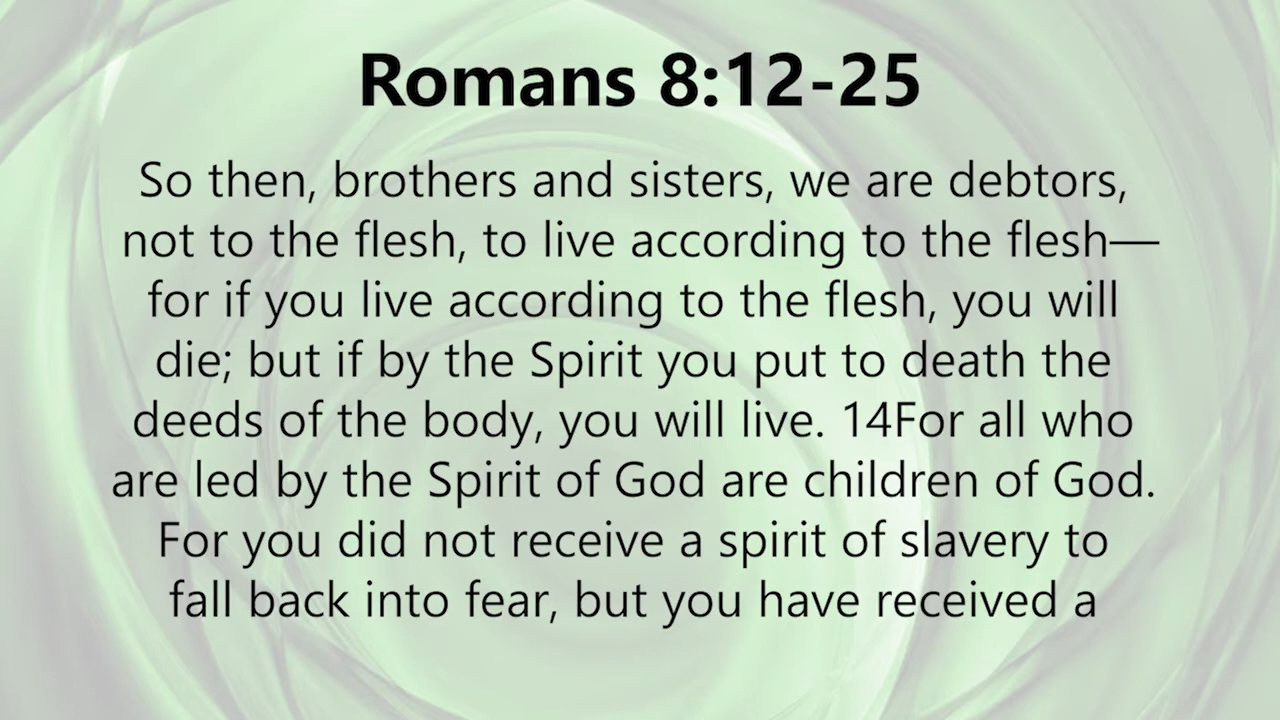 Romans 8:12-25
So then, brothers and sisters, we are debtors,
not to the flesh, to live according to the flesh—
for if you live according to the flesh, you will
die; but if by the Spirit you put to death the
deeds of the body, you will live. 14For all who
are led by the Spirit of God are children of God.
For you did not receive a spirit of slavery to
fall back into fear, but you have received a